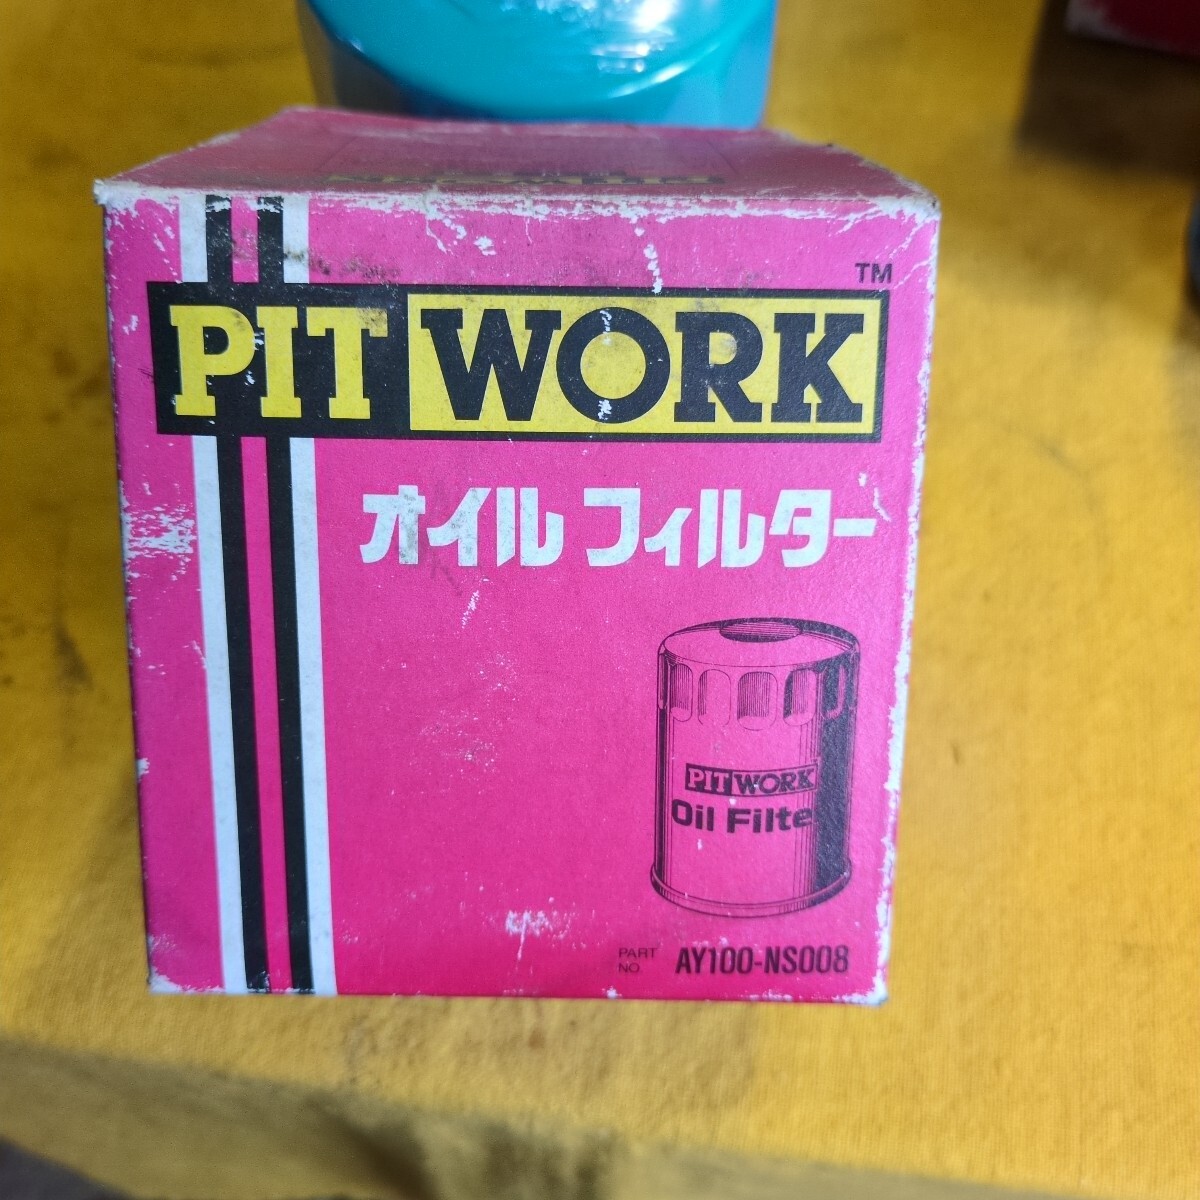 TM
PIT WORK
オイルフィルター
PIT WORK
Oil Filte
PART NO. AY100-NS008